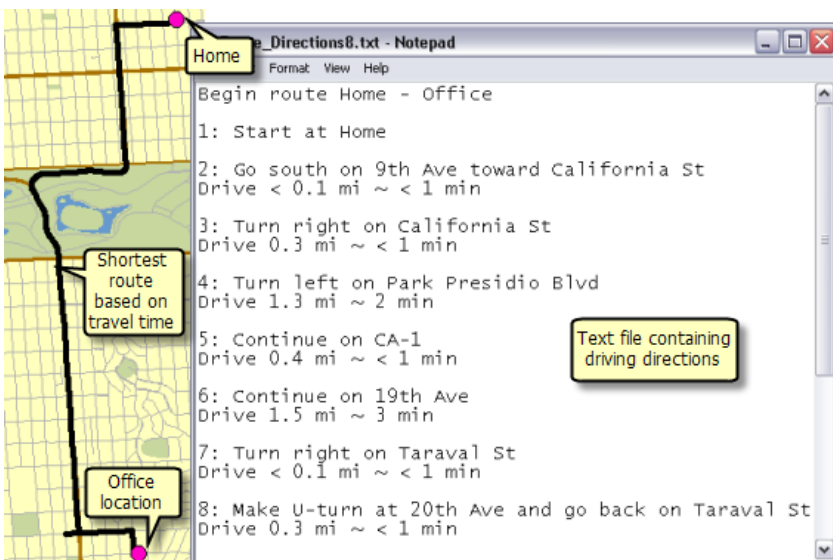 Home
e_Directions8.txt - Notepad
Format View Help
Begin route Home - Office
1: Start at Home
2: Go south on 9th Ave toward California St
Drive < 0.1 mi ~ < 1 min
3: Turn right on California St
Drive 0.3 mi ~ < 1 min
4: Turn left on Park Presidio Blvd
Drive 1.3 mi ~ 2 min
5: Continue on CA-1
Drive 0.4 mi ~ < 1 min
6: Continue on 19th Ave
Drive 1.5 mi ~ 3 min
7: Turn right on Taraval St
Drive < 0.1 mi ~ < 1 min
8: Make U-turn at 20th Ave and go back on Taraval St
Drive 0.3 mi ~ < 1 min
Shortest
route
based on
travel time
Text file containing
driving directions
Office
location